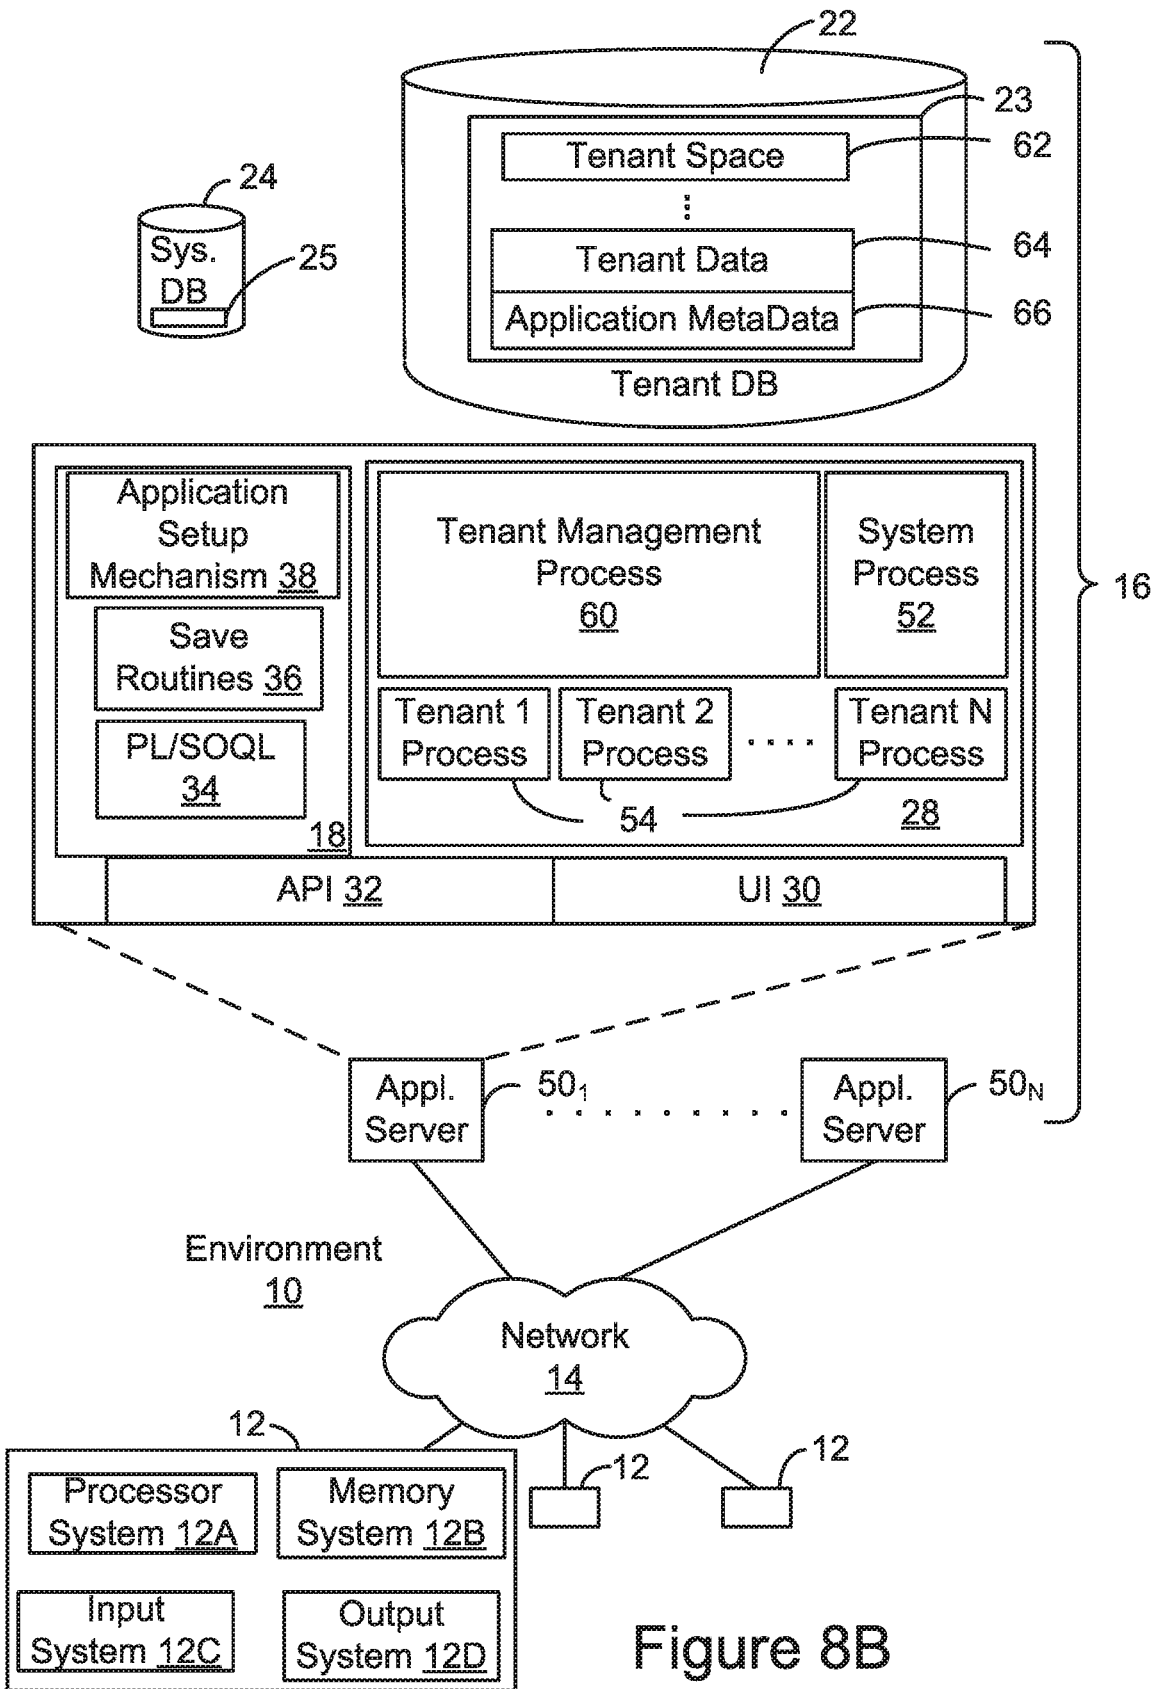 22
23
Tenant Space
62
24
Sys.
DB
25
Tenant Data
64
Application MetaData
66
Tenant DB
Application
Setup
Mechanism 38
Tenant Management
Process
60
System
Process
52
16
Save
Routines 36
Tenant 1
Process
Tenant 2
Process
Tenant N
Process
PL/SOQL
34
54
28
18
API 32
UI 30
Appl.
Server
50₁
Appl.
Server
50ₙ
Environment
10
Network
14
12
12
12
Processor
System 12A
Memory
System 12B
Input
System 12C
Output
System 12D
Figure 8B